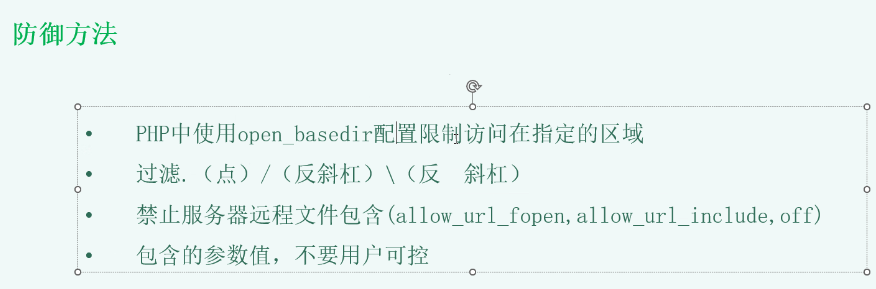 防御方法
• PHP中使用open_basedir配置限制访问在指定的区域
• 过滤.（点）/（反斜杠）\（反 斜杠）
• 禁止服务器远程文件包含(allow_url_fopen,allow_url_include,off)
• 包含的参数值，不要用户可控